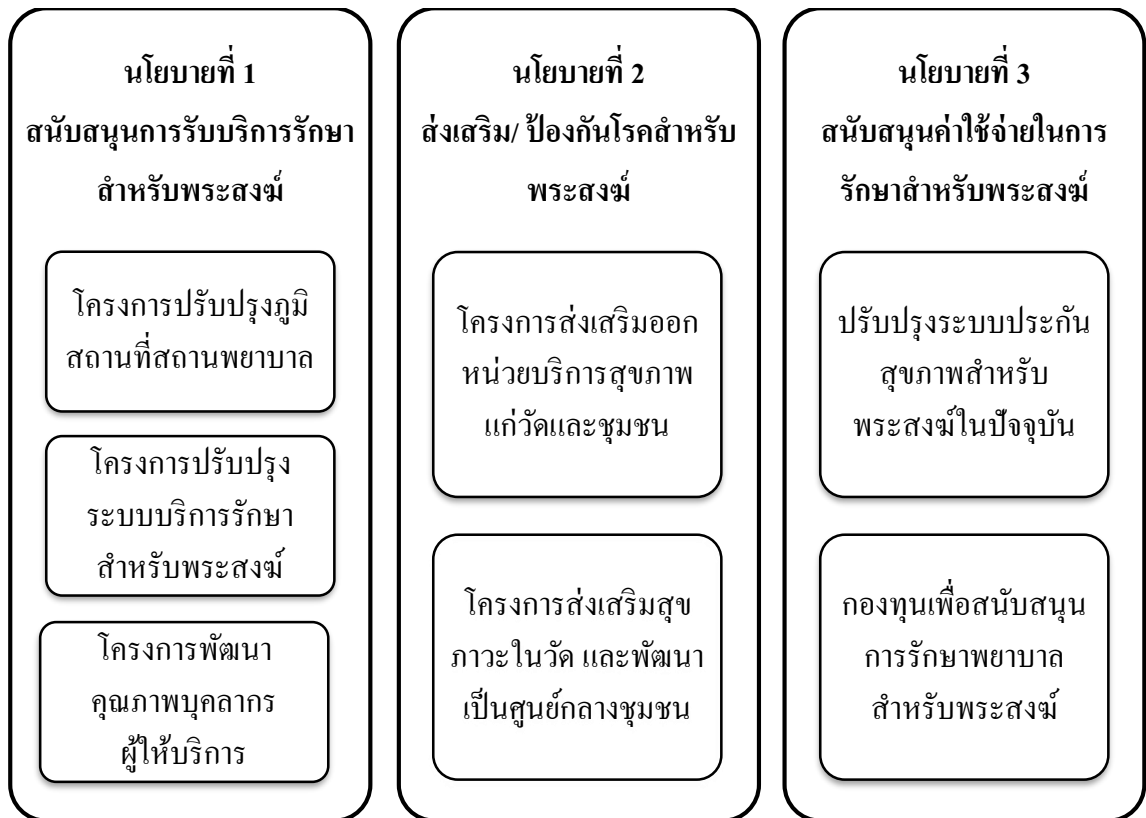 นโยบายที่ 1
สนับสนุนการรับบริการรักษา
สำหรับพระสงฆ์
โครงการปรับปรุงภูมิ
สถานที่สถานพยาบาล
โครงการปรับปรุง
ระบบบริการรักษา
สำหรับพระสงฆ์
โครงการพัฒนา
คุณภาพบุคลากร
ผู้ให้บริการ
นโยบายที่ 2
ส่งเสริม/ ป้องกันโรคสำหรับ
พระสงฆ์
โครงการส่งเสริมออก
หน่วยบริการสุขภาพ
แก่วัดและชุมชน
โครงการส่งเสริมสุข
ภาวะในวัด และพัฒนา
เป็นศูนย์กลางชุมชน
นโยบายที่ 3
สนับสนุนค่าใช้จ่ายในการ
รักษาสำหรับพระสงฆ์
ปรับปรุงระบบประกัน
สุขภาพสำหรับ
พระสงฆ์ในปัจจุบัน
กองทุนเพื่อสนับสนุน
การรักษาพยาบาล
สำหรับพระสงฆ์